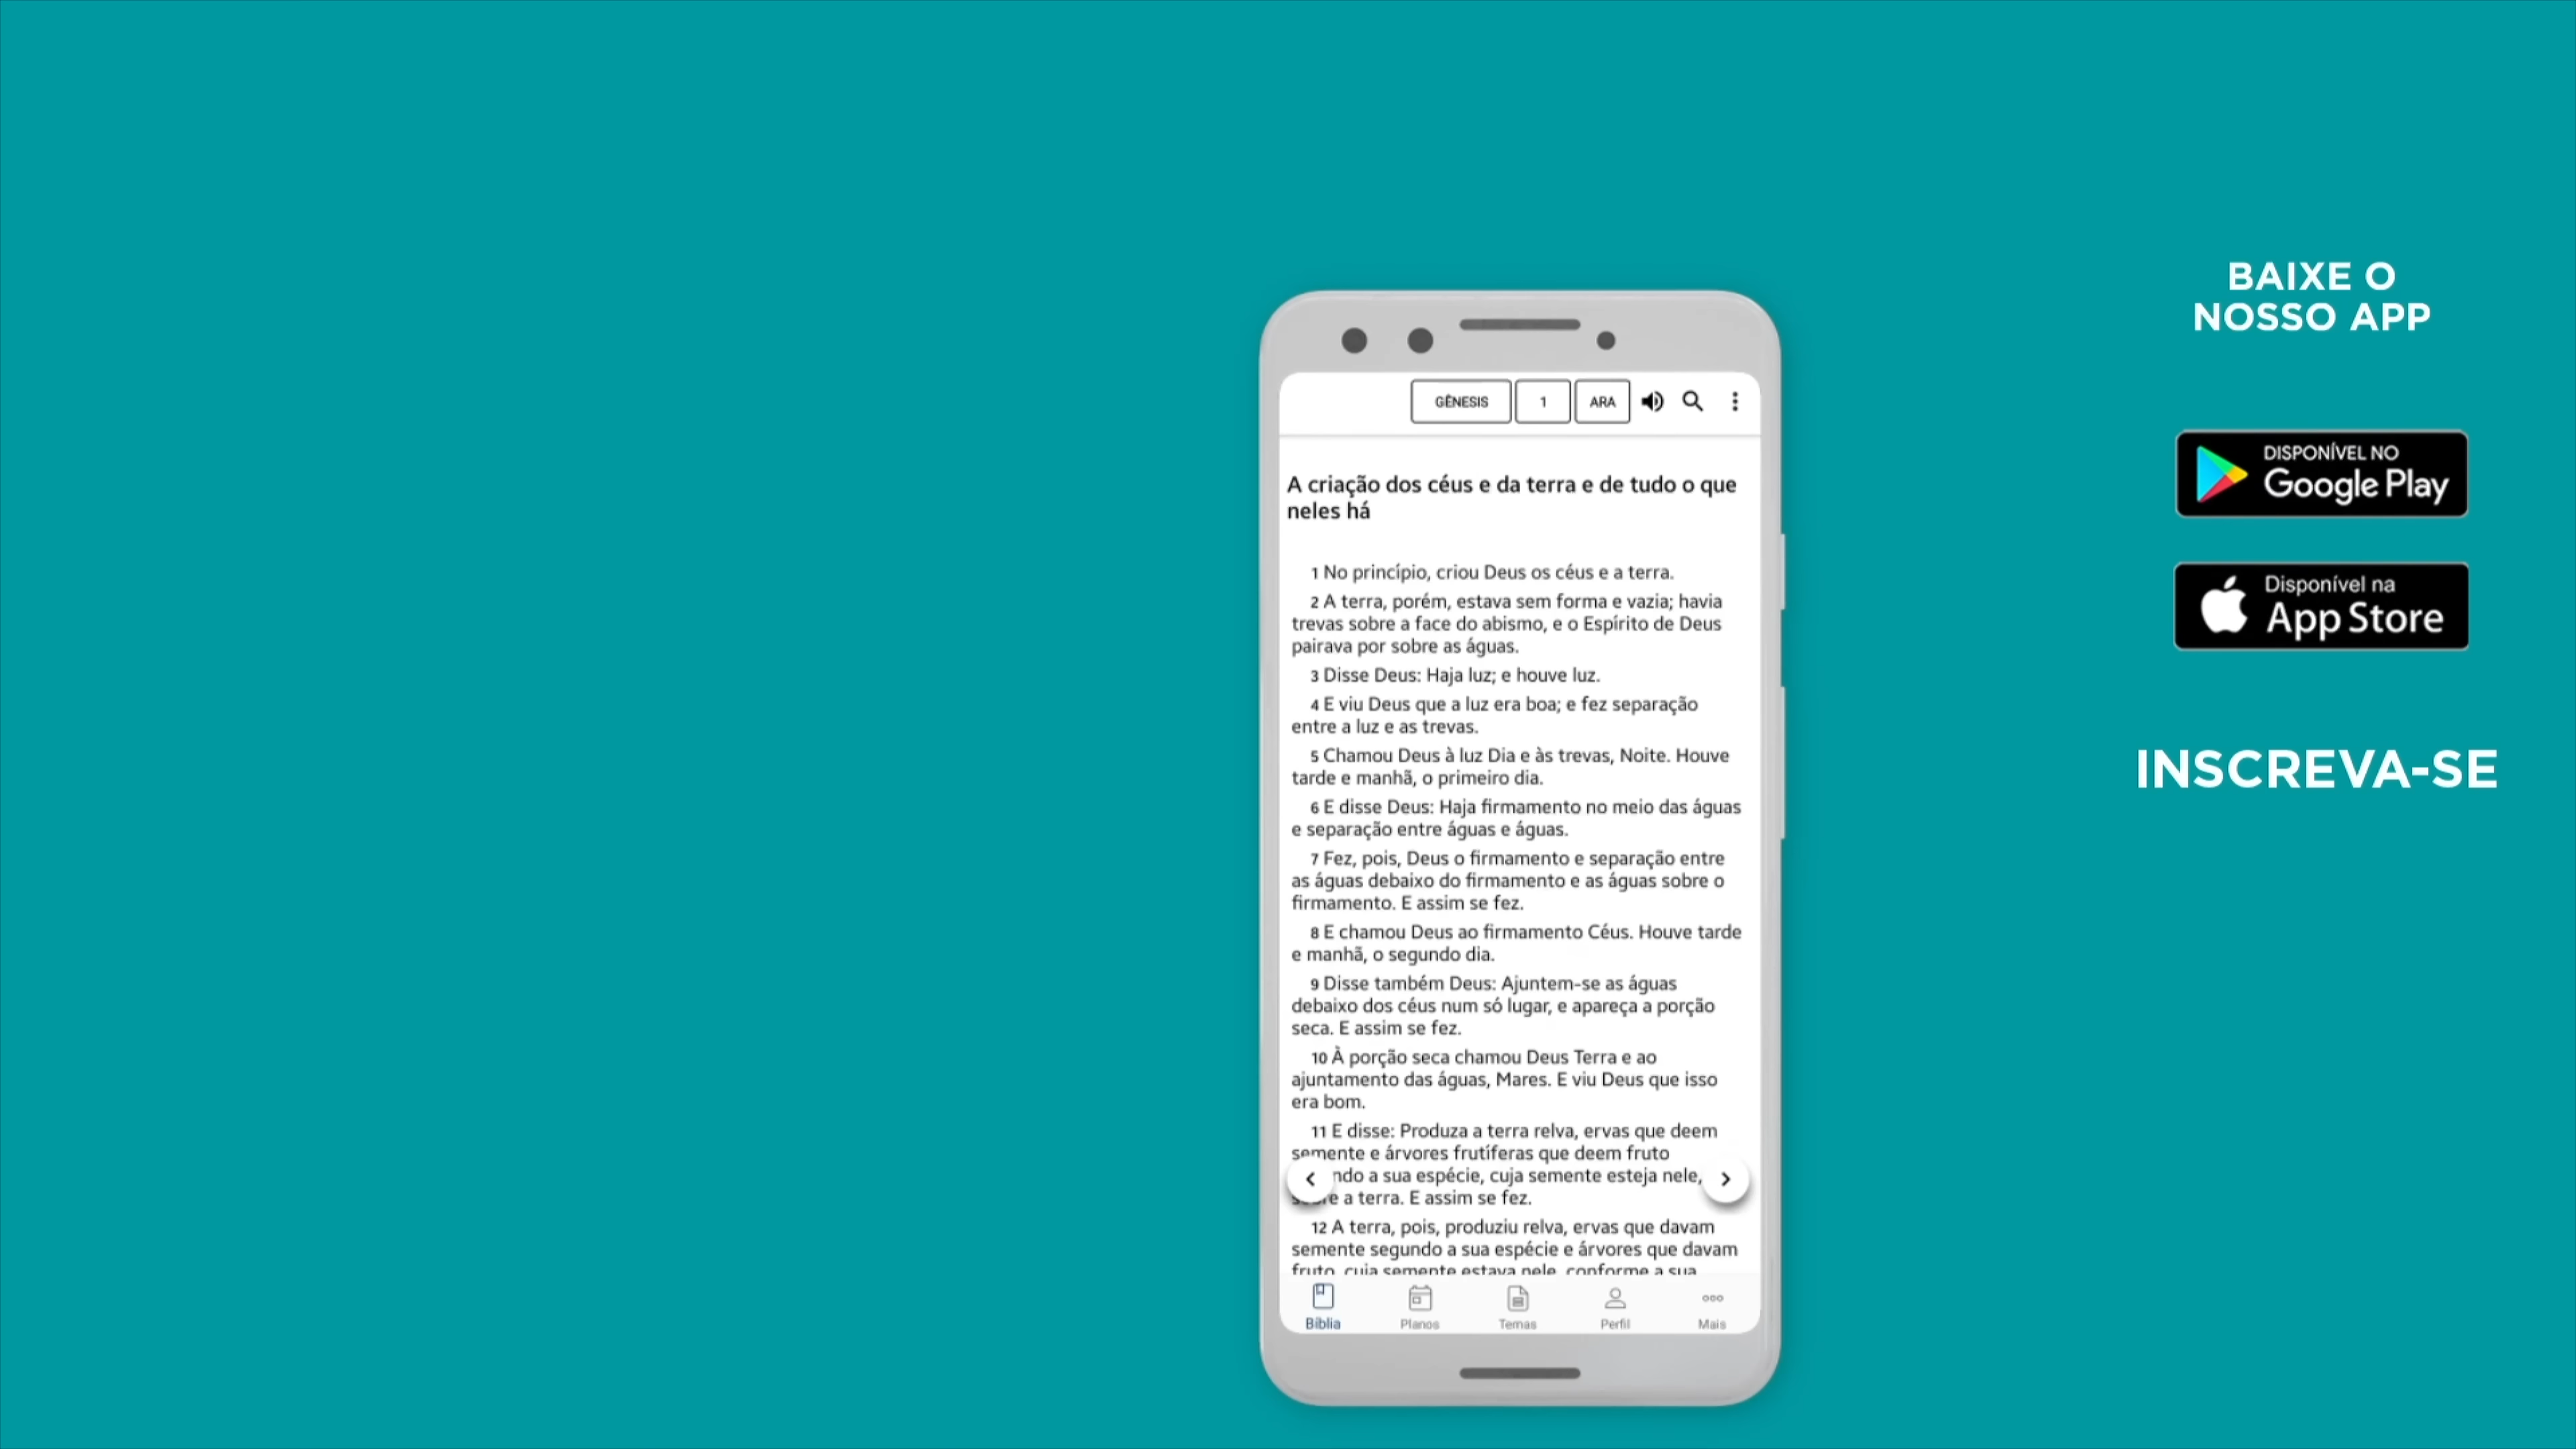 BAIXE O
NOSSO APP
DISPONÍVEL NO
Google Play
Disponível na
App Store
INSCREVA-SE
GÊNESIS 1 ARA
A criação dos céus e da terra e de tudo o que
neles há
1 No princípio, criou Deus os céus e a terra.
2 A terra, porém, estava sem forma e vazia; havia
trevas sobre a face do abismo, e o Espírito de Deus
pairava por sobre as águas.
3 Disse Deus: Haja luz; e houve luz.
4 E viu Deus que a luz era boa; e fez separação
entre a luz e as trevas.
5 Chamou Deus à luz Dia e às trevas, Noite. Houve
tarde e manhã, o primeiro dia.
6 E disse Deus: Haja firmamento no meio das águas
e separação entre águas e águas.
7 Fez, pois, Deus o firmamento e separação entre
as águas debaixo do firmamento e as águas sobre o
firmamento. E assim se fez.
8 E chamou Deus ao firmamento Céus. Houve tarde
e manhã, o segundo dia.
9 Disse também Deus: Ajuntem-se as águas
debaixo dos céus num só lugar, e apareça a porção
seca. E assim se fez.
10 À porção seca chamou Deus Terra e ao
ajuntamento das águas, Mares. E viu Deus que isso
era bom.
11 E disse: Produza a terra relva, ervas que deem
semente e árvores frutíferas que deem fruto
a sua espécie, cuja semente esteja nele,
a terra. E assim se fez.
12 A terra, pois, produziu relva, ervas que davam
semente segundo a sua espécie e árvores que davam
fruto, cuja semente estava nele, conforme a sua
Bíblia Planos Temas Perfil Mais